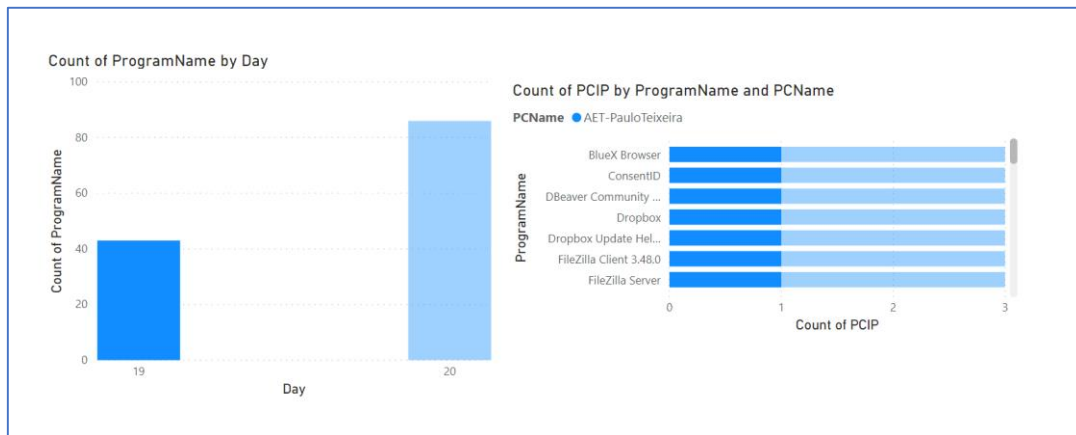 Count of ProgramName by Day
100
80
60
40
20
0
Count of ProgramName
19
20
Day
Count of PCIP by ProgramName and PCName
PCName AET-PauloTeixeira
ProgramName
BlueX Browser
ConsentID
DBeaver Community ...
Dropbox
Dropbox Update Hel...
FileZilla Client 3.48.0
FileZilla Server
0 1 2 3
Count of PCIP